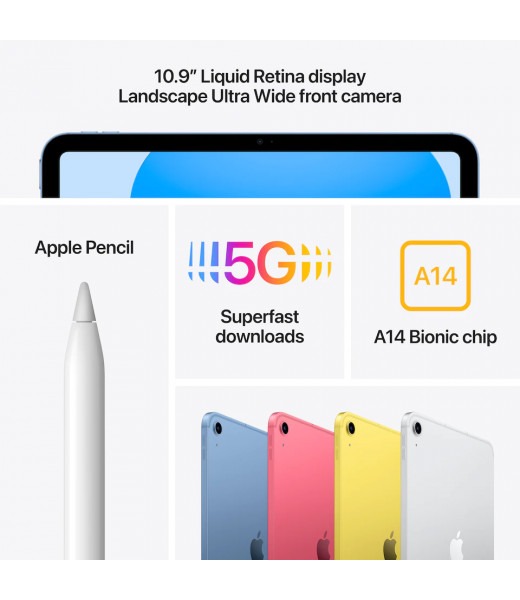 10.9” Liquid Retina display
Landscape Ultra Wide front camera
Apple Pencil
5G
Superfast
downloads
A14
A14 Bionic chip